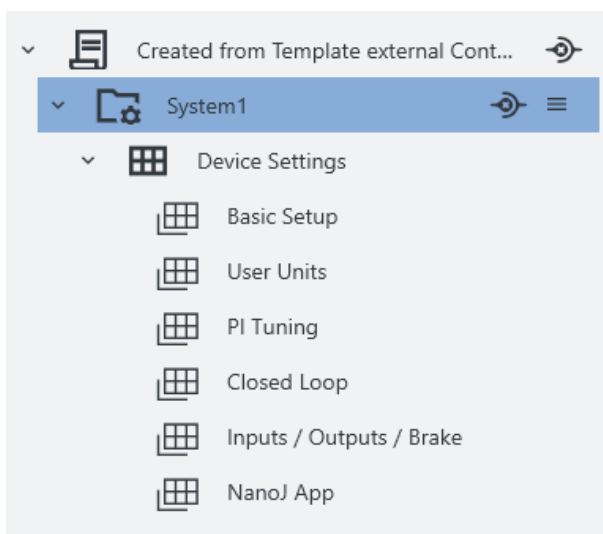 Created from Template external Cont...
System1
Device Settings
Basic Setup
User Units
PI Tuning
Closed Loop
Inputs / Outputs / Brake
NanoJ App